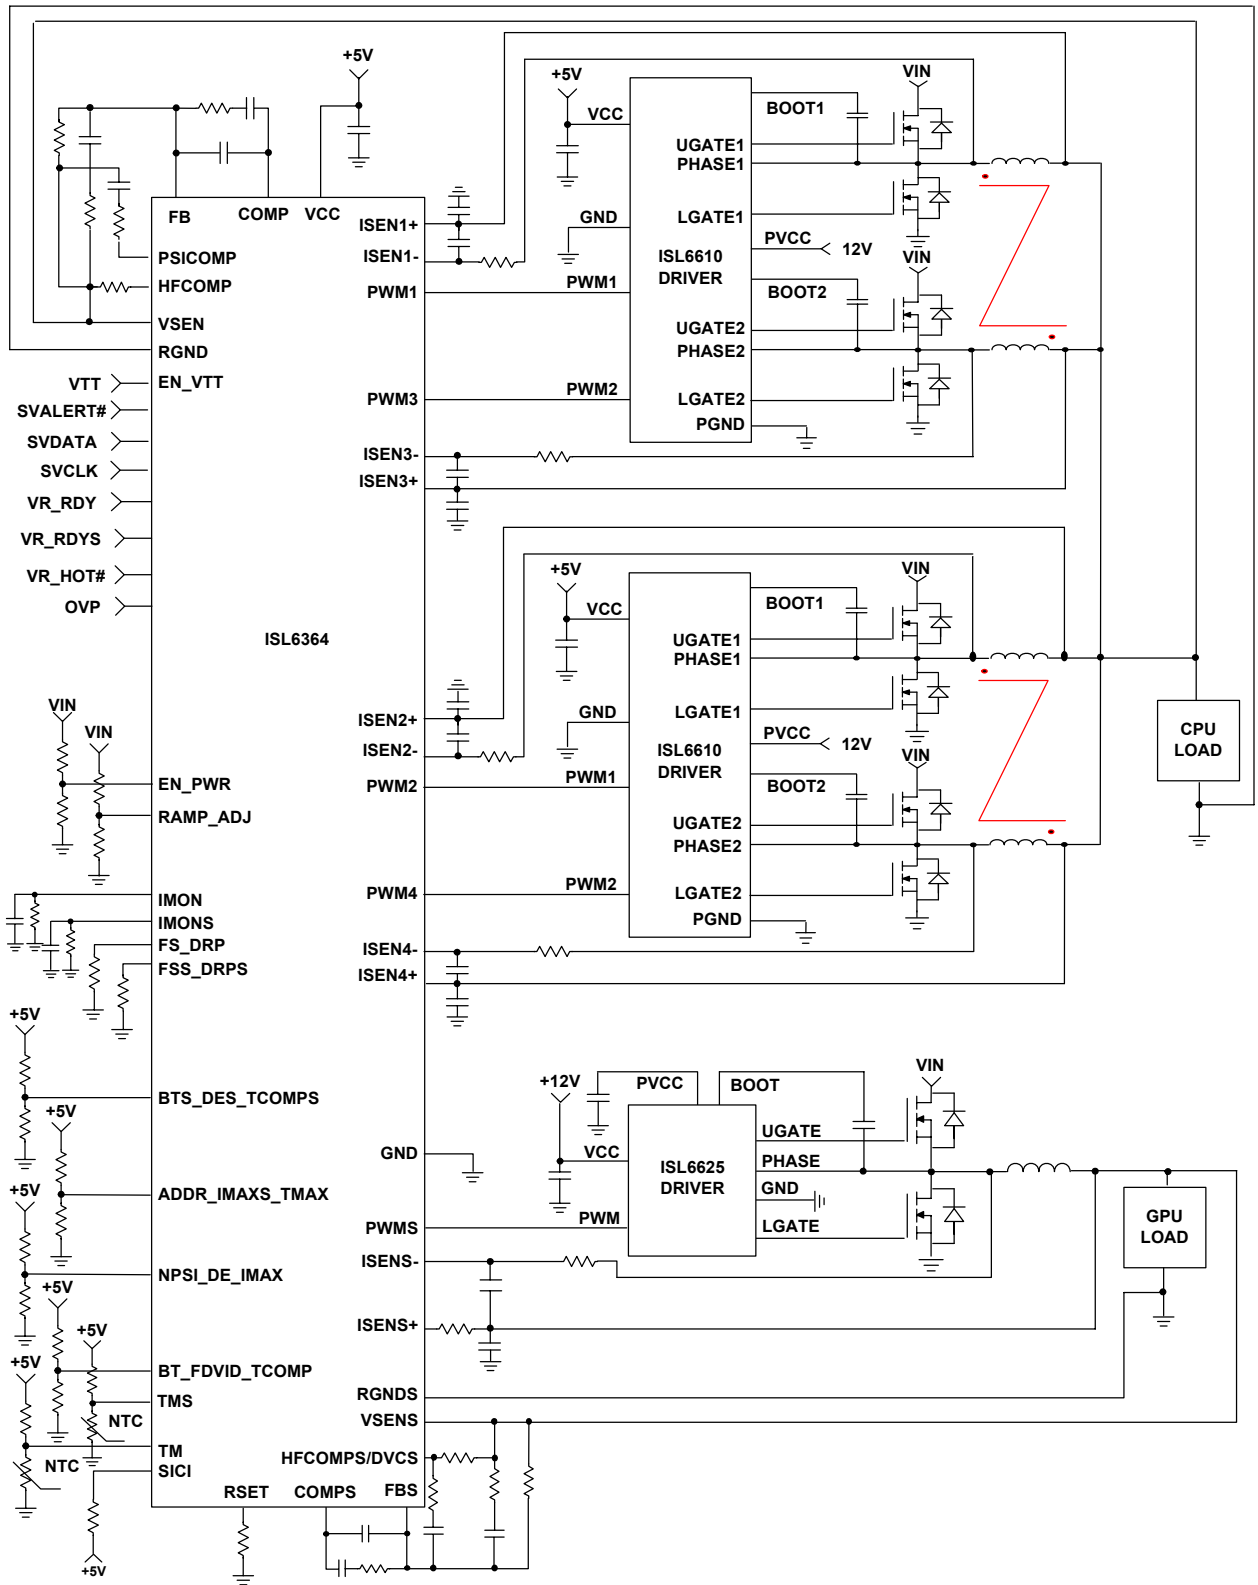 +5V
FB
COMP
VCC
PSICOMP
HFCOMP
VSEN
RGND
VTT
EN_VTT
SVALERT#
SVDATA
SVCLK
VR_RDY
VR_RDYS
VR_HOT#
OVP
ISL6364
VIN
VIN
EN_PWR
RAMP_ADJ
IMON
IMONS
FS_DRP
FSS_DRPS
+5V
BTS_DES_TCOMPS
+5V
ADDR_IMAXS_TMAX
+5V
NPSI_DE_IMAX
+5V
BT_FDVID_TCOMP
+5V
TMS
NTC
+5V
TM
NTC
SICI
+5V
RSET
COMPS
FBS
HFCOMPS/DVCS
VSENS
RGNDS
ISENS+
ISENS-
PWMS
GND
ISEN1+
ISEN1-
PWM1
PWM3
ISEN3-
ISEN3+
ISEN2+
ISEN2-
PWM2
PWM4
ISEN4-
ISEN4+
+5V
VCC
GND
PWM1
PWM2
ISL6610
DRIVER
BOOT1
UGATE1
PHASE1
LGATE1
PVCC
12V
BOOT2
UGATE2
PHASE2
LGATE2
PGND
VIN
VIN
+5V
VCC
GND
PWM1
PWM2
ISL6610
DRIVER
BOOT1
UGATE1
PHASE1
LGATE1
PVCC
12V
BOOT2
UGATE2
PHASE2
LGATE2
PGND
VIN
VIN
CPU
LOAD
+12V
PVCC
BOOT
VCC
PWM
ISL6625
DRIVER
UGATE
PHASE
GND
LGATE
VIN
GPU
LOAD